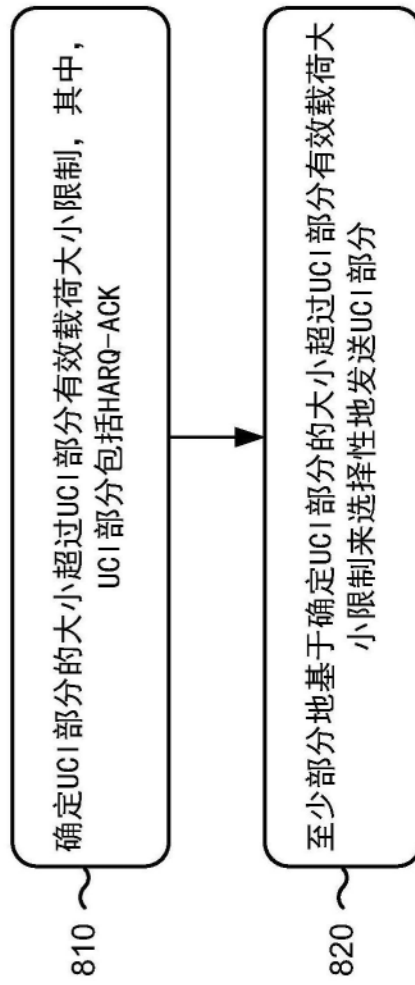 810
确定UCI部分的大小超过UCI部分有效载荷大小限制，其中，
UCI部分包括HARQ-ACK
820
至少部分地基于确定UCI部分的大小超过UCI部分有效载荷大
小限制来选择性地发送UCI部分